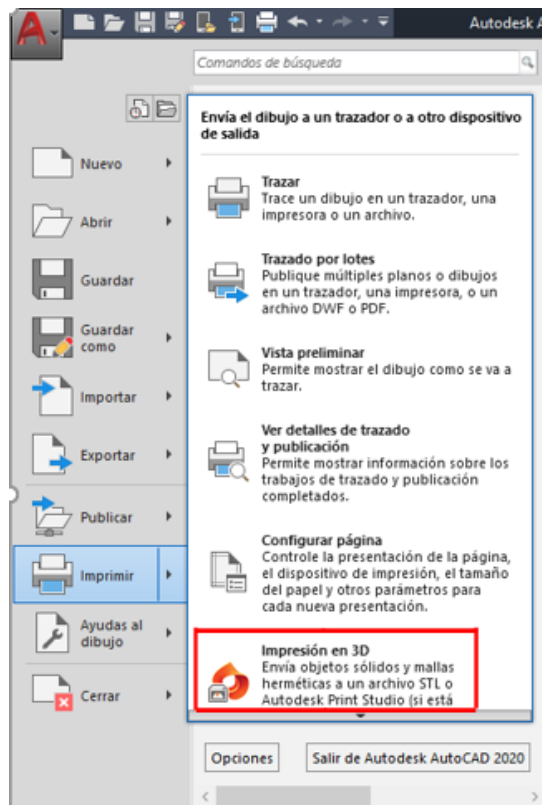 Autodesk A
Comandos de búsqueda
Envía el dibujo a un trazador o a otro dispositivo
de salida
Nuevo
Abrir
Guardar
Guardar
como
Importar
Exportar
Publicar
Imprimir
Ayudas al
dibujo
Cerrar
Trazar
Trace un dibujo en un trazador, una
impresora o un archivo.
Trazado por lotes
Publique múltiples planos o dibujos
en un trazador, una impresora, o un
archivo DWF o PDF.
Vista preliminar
Permite mostrar el dibujo como se va a
trazar.
Ver detalles de trazado
y publicación
Permite mostrar información sobre los
trabajos de trazado y publicación
completados.
Configurar página
Controle la presentación de la página,
el dispositivo de impresión, el tamaño
del papel y otros parámetros para
cada nueva presentación.
Impresión en 3D
Envía objetos sólidos y mallas
herméticas a un archivo STL o
Autodesk Print Studio (si está
Opciones
Salir de Autodesk AutoCAD 2020